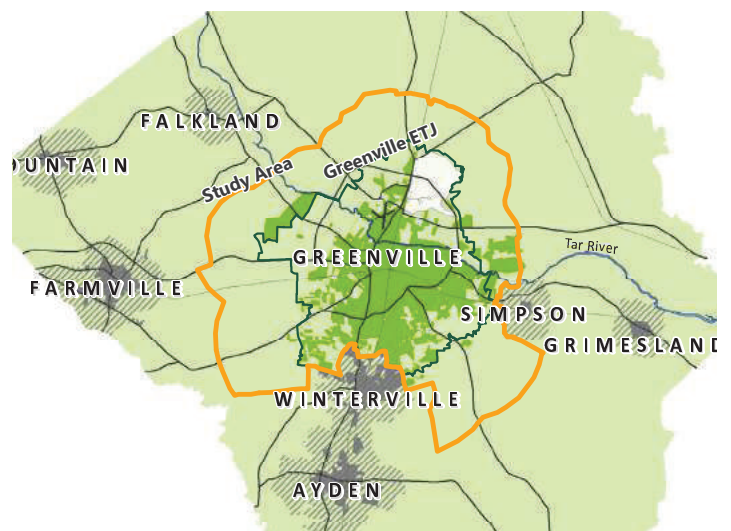 FALKLAND
Greenville ETJ
OUNTAIN
Study Area
Tar River
GREENVILLE
FARMVILLE
SIMPSON
GRIMESLAND
WINTERVILLE
AYDEN